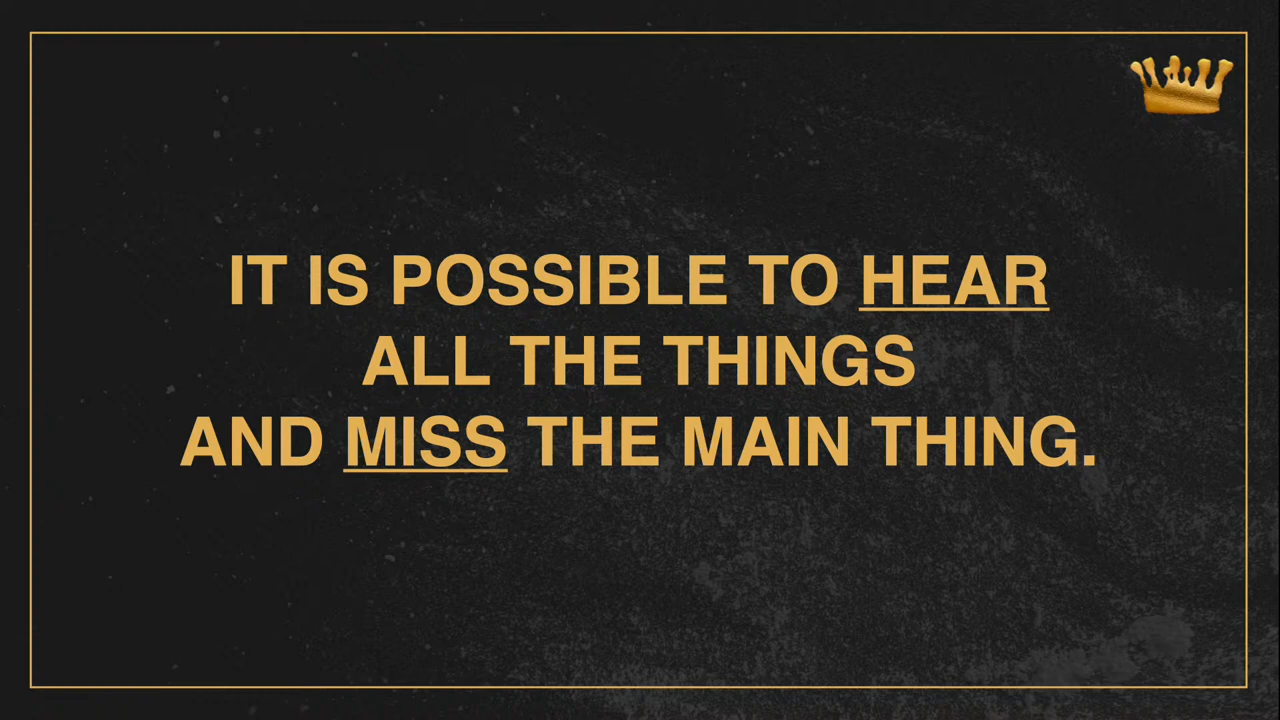 IT IS POSSIBLE TO HEAR
ALL THE THINGS
AND MISS THE MAIN THING.